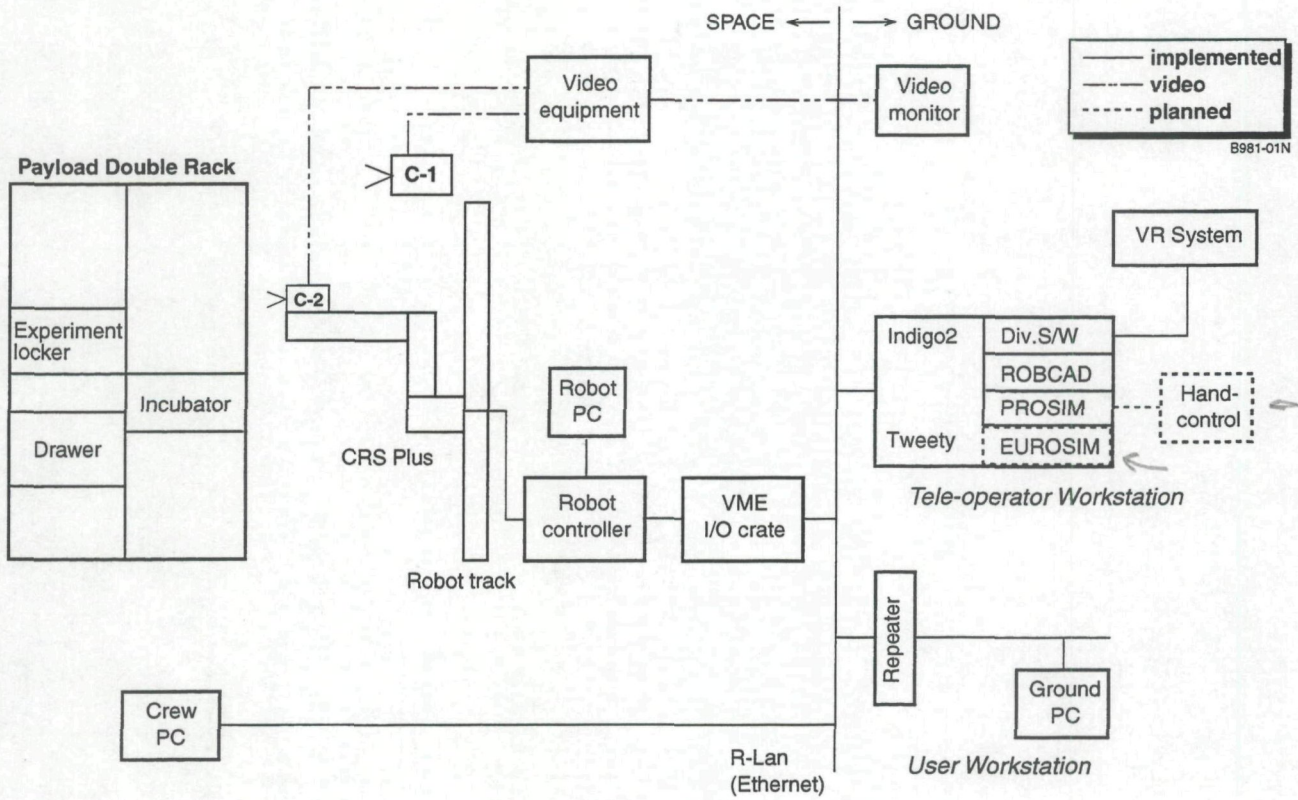 SPACE
GROUND
implemented
video
planned
B981-01N
Video
equipment
Video
monitor
Payload Double Rack
C-1
VR System
C-2
Experiment
locker
Incubator
Drawer
CRS Plus
Robot
PC
Robot
controller
VME
I/O crate
Robot track
Indigo2
Tweety
Div.S/W
ROBCAD
PROSIM
EUROSIM
Hand-
control
Tele-operator Workstation
Repeater
Ground
PC
Crew
PC
R-Lan
(Ethernet)
User Workstation